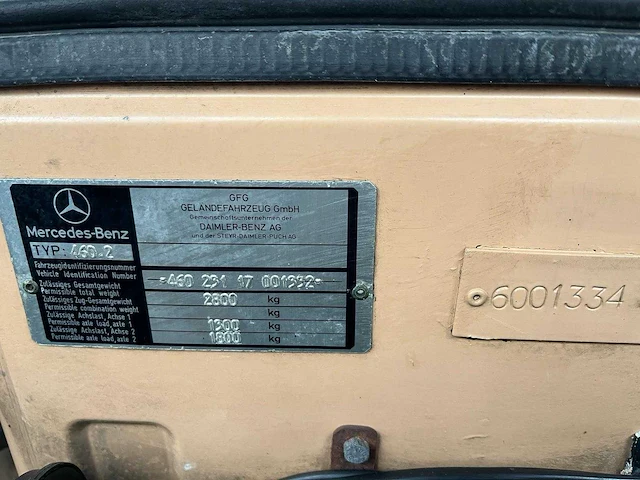 GFG
GELÄNDEFAHRZEUG GmbH
Gemeinschaftsunternehmen der
DAIMLER-BENZ AG
und der STEYR-DAIMLER-PUCH AG
Mercedes-Benz
TYP: 460.2
Fahrzeugidentifizierungsnummer
Vehicle Identification Number
-460 231 17 001332-
Zulässiges Gesamtgewicht
Permissible total weight
2800 kg
Zulässiges Zug-Gesamtgewicht
Permissible combination weight
kg
Zulässige Achslast, Achse 1
Permissible axle load, axle 1
1300 kg
Zulässige Achslast, Achse 2
Permissible axle load, axle 2
1800 kg
6001334